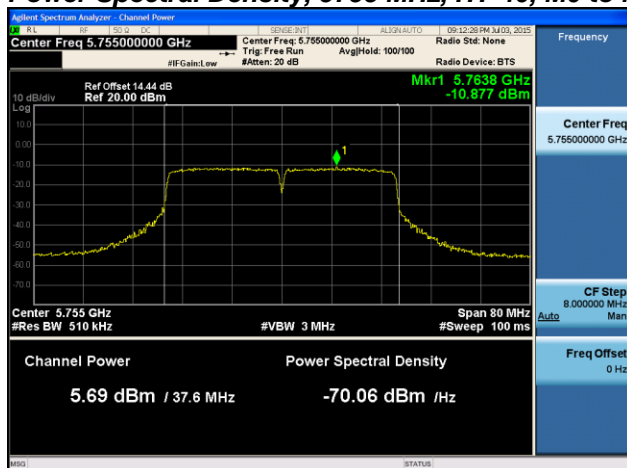 Power Spectral Density, 5755 MHz, HT-40, M0 to
Agilent Spectrum Analyzer - Channel Power
RL RF 50 Ω DC SENSE:INT ALIGN AUTO 09:12:28 PM Jul 03, 2015
Center Freq 5.755000000 GHz
Center Freq: 5.755000000 GHz
Radio Std: None
Trig: Free Run Avg|Hold: 100/100
#IFGain:Low #Atten: 20 dB Radio Device: BTS
Frequency
Ref Offset 14.44 dB
Mkr1 5.7638 GHz
10 dB/div Ref 20.00 dBm -10.877 dBm
Log
10.0
0.00
-10.0
-20.0
-30.0
-40.0
-50.0
-60.0
-70.0
1
Center 5.755 GHz Span 80 MHz
#Res BW 510 kHz #VBW 3 MHz #Sweep 100 ms
Channel Power Power Spectral Density
5.69 dBm / 37.6 MHz -70.06 dBm /Hz
Center Freq
5.755000000 GHz
CF Step
8.000000 MHz
Auto Man
Freq Offset
0 Hz
MSG STATUS